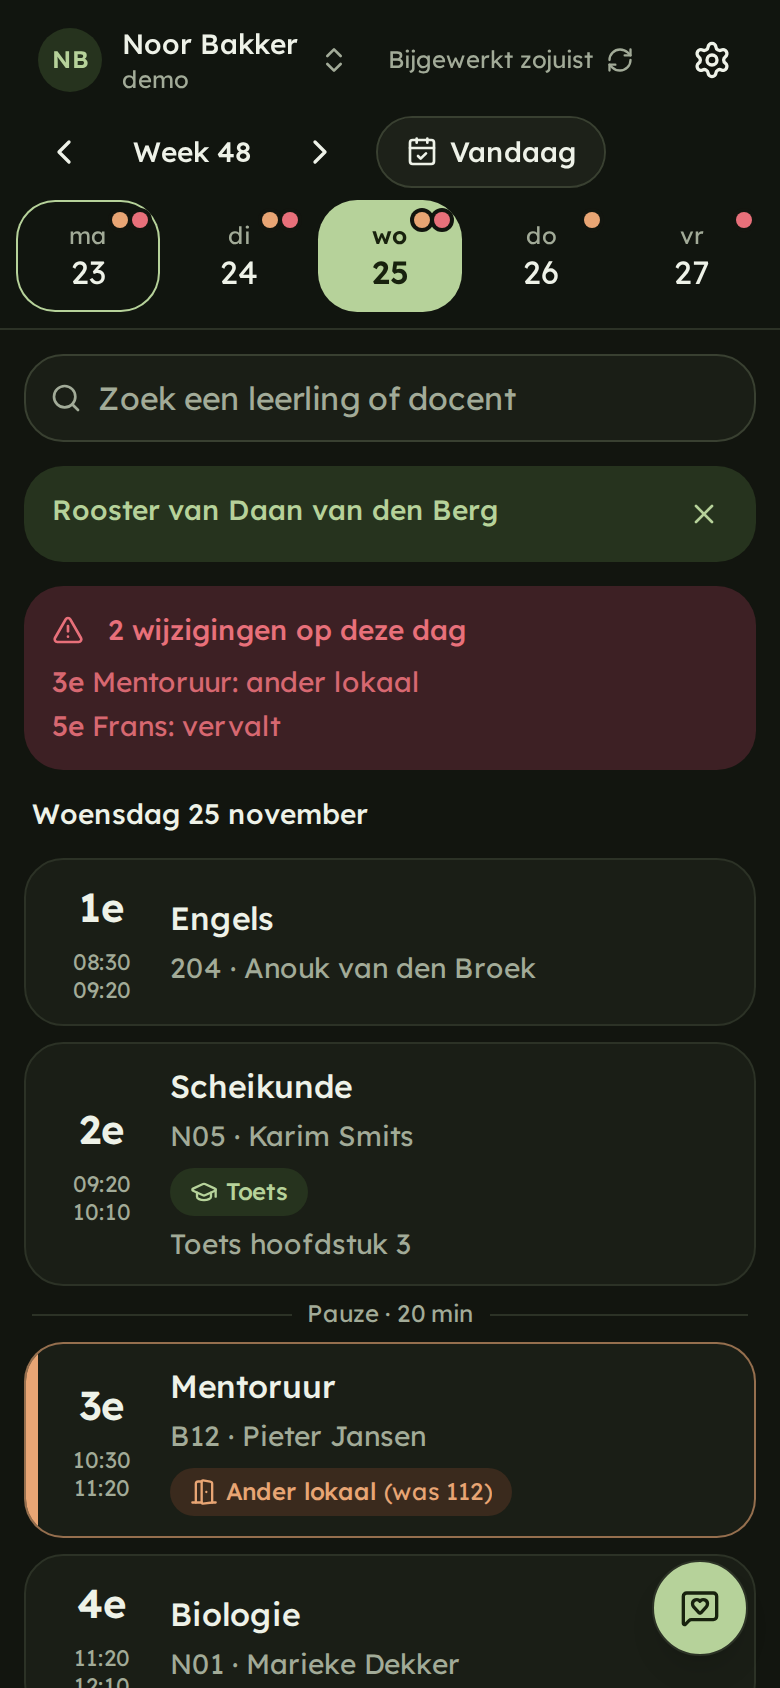 NB
Noor Bakker
demo
Bijgewerkt zojuist
Week 48
Vandaag
ma
23
di
24
wo
25
do
26
vr
27
Zoek een leerling of docent
Rooster van Daan van den Berg
2 wijzigingen op deze dag
3e Mentoruur: ander lokaal
5e Frans: vervalt
Woensdag 25 november
1e
08:30
09:20
Engels
204 · Anouk van den Broek
2e
09:20
10:10
Scheikunde
N05 · Karim Smits
Toets
Toets hoofdstuk 3
Pauze · 20 min
3e
10:30
11:20
Mentoruur
B12 · Pieter Jansen
Ander lokaal (was 112)
4e
11:20
12:10
Biologie
N01 · Marieke Dekker